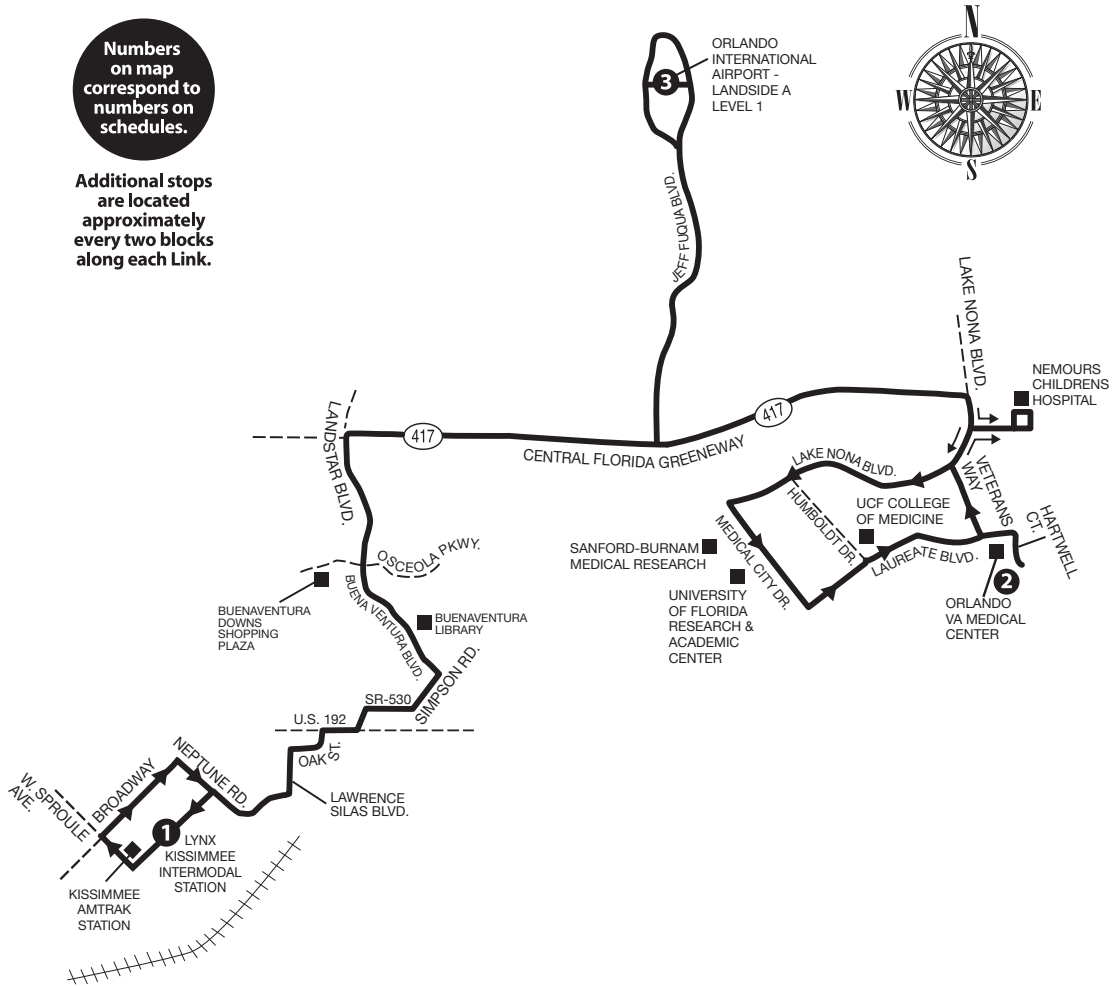 Numbers
on map
correspond to
numbers on
schedules.
Additional stops
are located
approximately
every two blocks
along each Link.
3
ORLANDO
INTERNATIONAL
AIRPORT -
LANDSIDE A
LEVEL 1
N
W
E
S
JEFF FUQUA BLVD.
LAKE NONA BLVD.
NEMOURS
CHILDRENS
HOSPITAL
LANDSTAR BLVD.
417
417
CENTRAL FLORIDA GREENEWAY
LAKE NONA BLVD.
VETERANS
WAY
HUMBOLDT DR.
UCF COLLEGE
OF MEDICINE
HARTWELL
CT.
MEDICAL CITY DR.
LAUREATE BLVD.
SANFORD-BURNAM
MEDICAL RESEARCH
UNIVERSITY
OF FLORIDA
RESEARCH &
ACADEMIC
CENTER
2
ORLANDO
VA MEDICAL
CENTER
OSCEOLA PKWY.
BUENAVENTURA
DOWNS
SHOPPING
PLAZA
BUENA VENTURA BLVD.
BUENAVENTURA
LIBRARY
SIMPSON RD.
SR-530
U.S. 192
OAK
ST.
NEPTUNE RD.
BROADWAY
W. SPROULE
AVE.
LAWRENCE
SILAS BLVD.
1
LYNX
KISSIMMEE
INTERMODAL
STATION
KISSIMMEE
AMTRAK
STATION